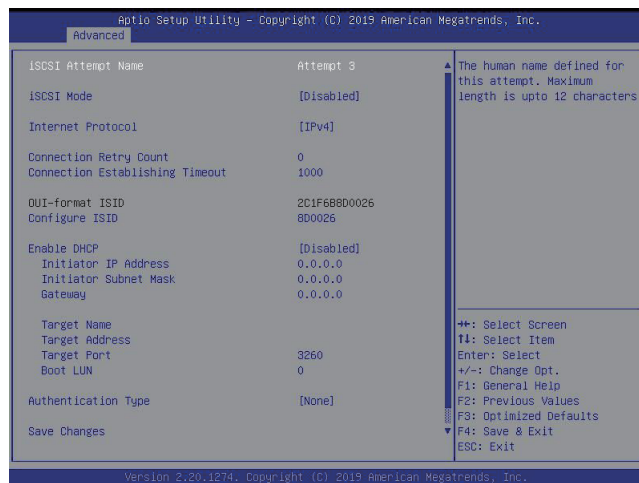 Aptio Setup Utility – Copyright (C) 2019 American Megatrends, Inc.
Advanced
iSCSI Attempt Name Attempt 3
iSCSI Mode [Disabled]
Internet Protocol [IPv4]
Connection Retry Count 0
Connection Establishing Timeout 1000
OUI-format ISID 2C1F6B8D0026
Configure ISID 8D0026
Enable DHCP [Disabled]
Initiator IP Address 0.0.0.0
Initiator Subnet Mask 0.0.0.0
Gateway 0.0.0.0
Target Name
Target Address
Target Port 3260
Boot LUN 0
Authentication Type [None]
Save Changes
The human name defined for
this attempt. Maximum
length is upto 12 characters
→←: Select Screen
↑↓: Select Item
Enter: Select
+/-: Change Opt.
F1: General Help
F2: Previous Values
F3: Optimized Defaults
F4: Save & Exit
ESC: Exit
Version 2.20.1274. Copyright (C) 2019 American Megatrends, Inc.